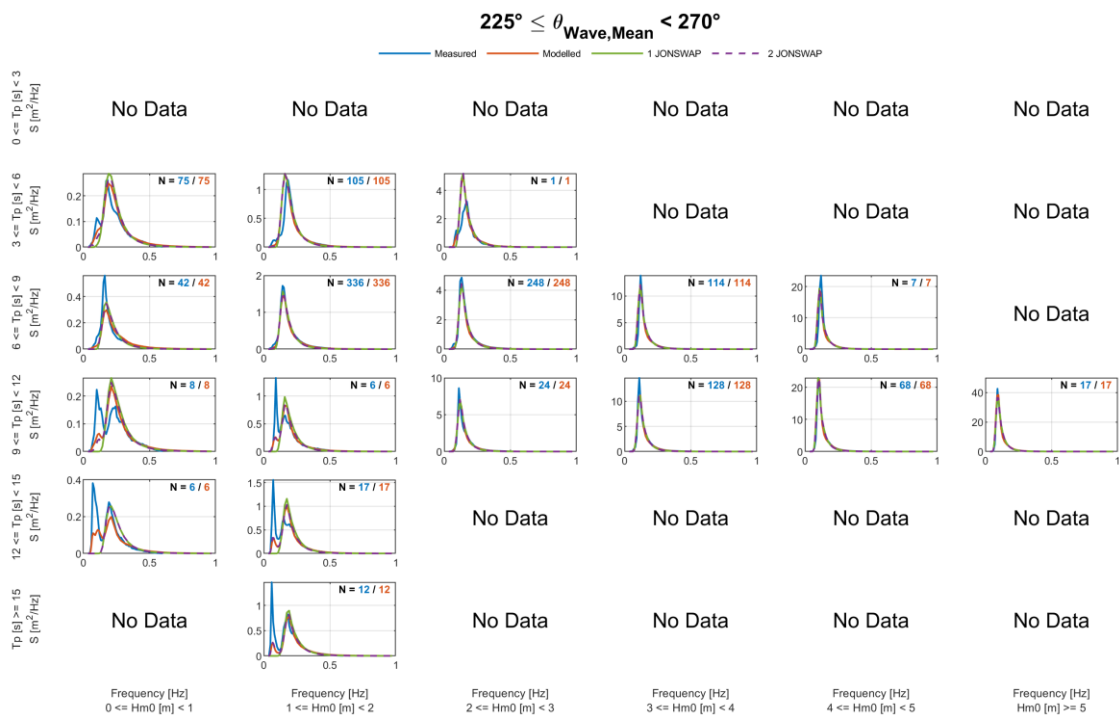 225° ≤ θWave,Mean < 270°
Measured Modelled 1 JONSWAP 2 JONSWAP
0 <= Tp [s] < 3
S [m²/Hz]
No Data No Data No Data No Data No Data No Data
3 <= Tp [s] < 6
S [m²/Hz]
N = 75 / 75
0.2
0.1
0
0 0.5 1
N = 105 / 105
1
0.5
0
0 0.5 1
N = 1 / 1
4
2
0
0 0.5 1
No Data No Data No Data
6 <= Tp [s] < 9
S [m²/Hz]
N = 42 / 42
0.4
0.2
0
0 0.5 1
N = 336 / 336
2
1
0
0 0.5 1
N = 248 / 248
4
2
0
0 0.5 1
N = 114 / 114
10
5
0
0 0.5 1
N = 7 / 7
20
10
0
0 0.5 1
No Data
9 <= Tp [s] < 12
S [m²/Hz]
N = 8 / 8
0.2
0.1
0
0 0.5 1
N = 6 / 6
1
0.5
0
0 0.5 1
N = 24 / 24
10
5
0
0 0.5 1
N = 128 / 128
10
5
0
0 0.5 1
N = 68 / 68
20
10
0
0 0.5 1
N = 17 / 17
40
20
0
0 0.5 1
12 <= Tp [s] < 15
S [m²/Hz]
N = 6 / 6
0.4
0.2
0
0 0.5 1
N = 17 / 17
1.5
1
0.5
0
0 0.5 1
No Data No Data No Data No Data
Tp [s] >= 15
S [m²/Hz]
No Data
N = 12 / 12
1
0.5
0
0 0.5 1
No Data No Data No Data No Data
Frequency [Hz] Frequency [Hz] Frequency [Hz] Frequency [Hz] Frequency [Hz] Frequency [Hz]
0 <= Hm0 [m] < 1 1 <= Hm0 [m] < 2 2 <= Hm0 [m] < 3 3 <= Hm0 [m] < 4 4 <= Hm0 [m] < 5 Hm0 [m] >= 5